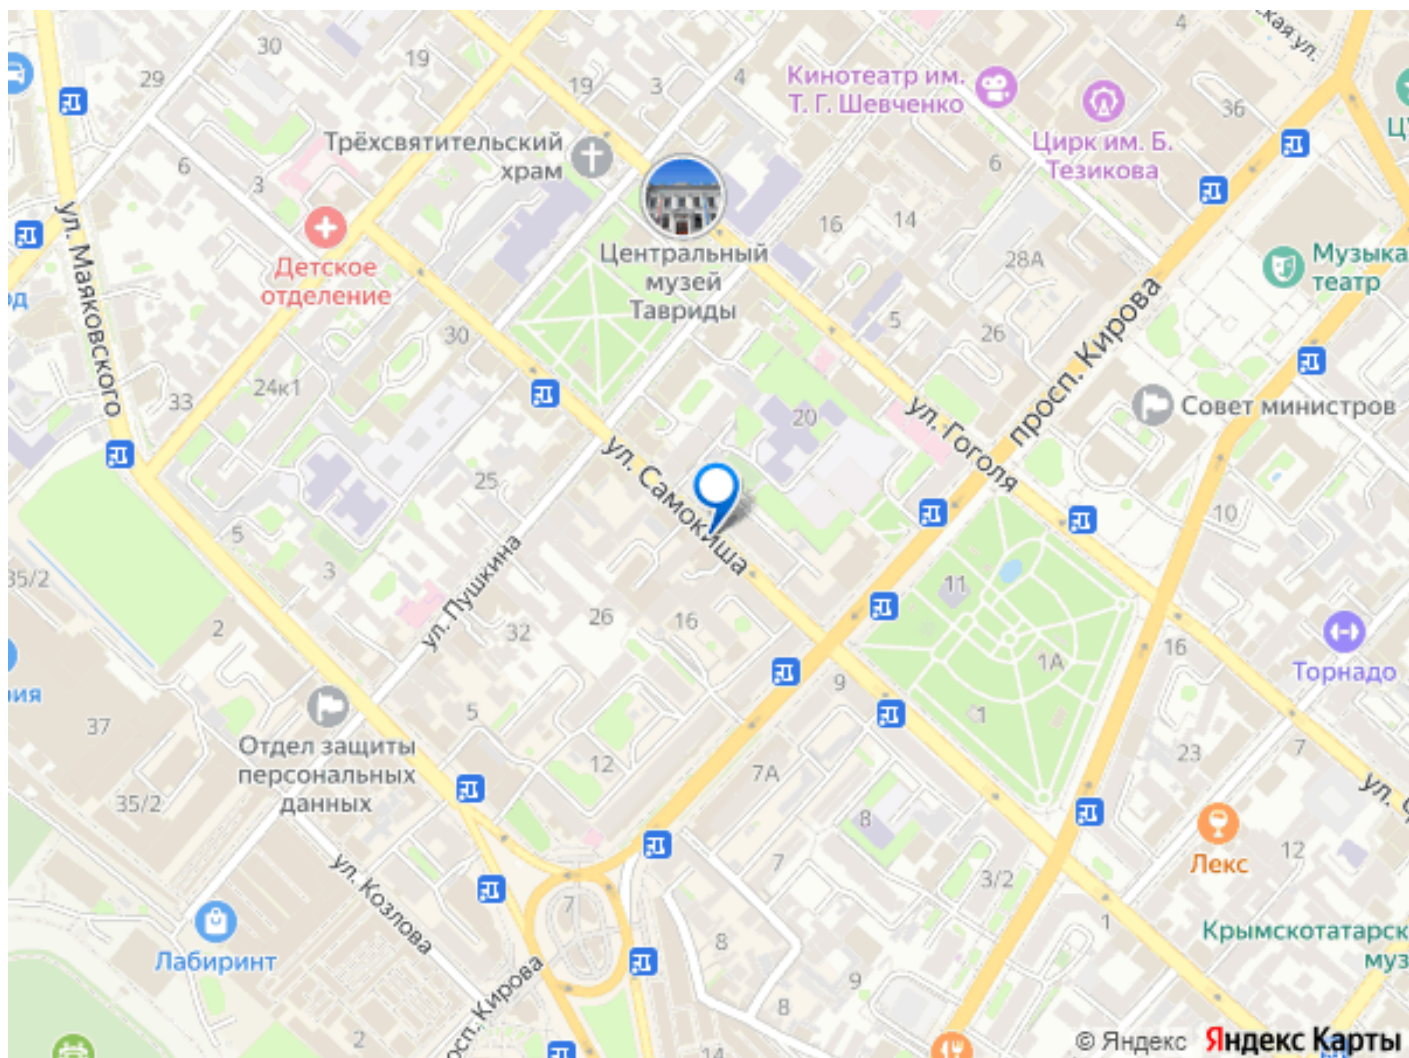 30
19
29
19
3
4
4
Кинотеатр им.
Т. Г. Шевченко
36
Цирк им. Б.
Тезикова
Трёхсвятительский
храм
6
3
6
ул. Маяковского
Детское
отделение
Центральный
музей
Тавриды
16
14
28А
Музыка
театр
просп. Кирова
5
26
30
24к1
33
20
ул. Гоголя
Совет министров
ул. Самокиша
25
5
10
35/2
3
ул. Пушкина
2
32
26
16
11
1А
1
16
Торнадо
9
37
5
Отдел защиты
персональных
данных
12
7А
23
7
35/2
8
ул. Козлова
7
Лекс
12
3/2
7
1
Лабиринт
8
9
Крымскотатарск
муз
просп. Кирова
8
2
14
© Яндекс
Яндекс Карты